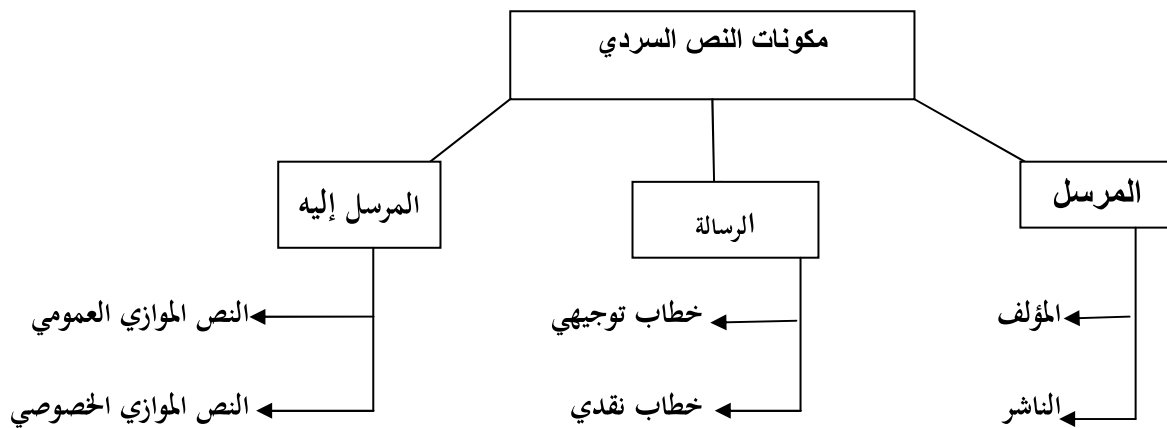 مكونات النص السردي
المرسل
الرسالة
المرسل إليه
المؤلف
خطاب توجيهي
النص الموازي العمومي
الناشر
خطاب نقدي
النص الموازي الخصوصي